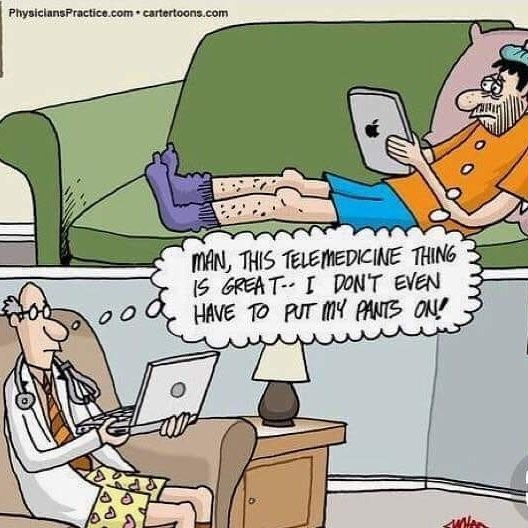 PhysiciansPractice.com • cartertoons.com
MAN, THIS TELEMEDICINE THING
IS GREAT-- I DON'T EVEN
HAVE TO PUT MY PANTS ON!